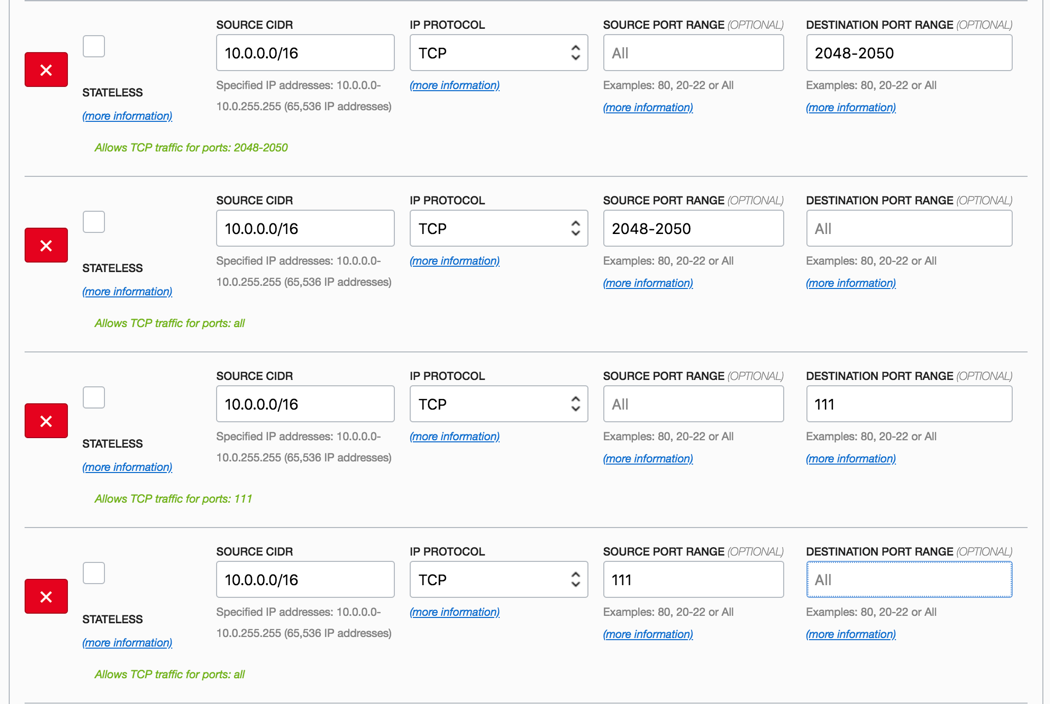 SOURCE CIDR IP PROTOCOL SOURCE PORT RANGE (OPTIONAL) DESTINATION PORT RANGE (OPTIONAL)
10.0.0.0/16 TCP All 2048-2050
STATELESS Specified IP addresses: 10.0.0.0- (more information) Examples: 80, 20-22 or All Examples: 80, 20-22 or All
(more information) 10.0.255.255 (65,536 IP addresses) (more information) (more information)
Allows TCP traffic for ports: 2048-2050
SOURCE CIDR IP PROTOCOL SOURCE PORT RANGE (OPTIONAL) DESTINATION PORT RANGE (OPTIONAL)
10.0.0.0/16 TCP 2048-2050 All
STATELESS Specified IP addresses: 10.0.0.0- (more information) Examples: 80, 20-22 or All Examples: 80, 20-22 or All
(more information) 10.0.255.255 (65,536 IP addresses) (more information) (more information)
Allows TCP traffic for ports: all
SOURCE CIDR IP PROTOCOL SOURCE PORT RANGE (OPTIONAL) DESTINATION PORT RANGE (OPTIONAL)
10.0.0.0/16 TCP All 111
STATELESS Specified IP addresses: 10.0.0.0- (more information) Examples: 80, 20-22 or All Examples: 80, 20-22 or All
(more information) 10.0.255.255 (65,536 IP addresses) (more information) (more information)
Allows TCP traffic for ports: 111
SOURCE CIDR IP PROTOCOL SOURCE PORT RANGE (OPTIONAL) DESTINATION PORT RANGE (OPTIONAL)
10.0.0.0/16 TCP 111 All
STATELESS Specified IP addresses: 10.0.0.0- (more information) Examples: 80, 20-22 or All Examples: 80, 20-22 or All
(more information) 10.0.255.255 (65,536 IP addresses) (more information) (more information)
Allows TCP traffic for ports: all